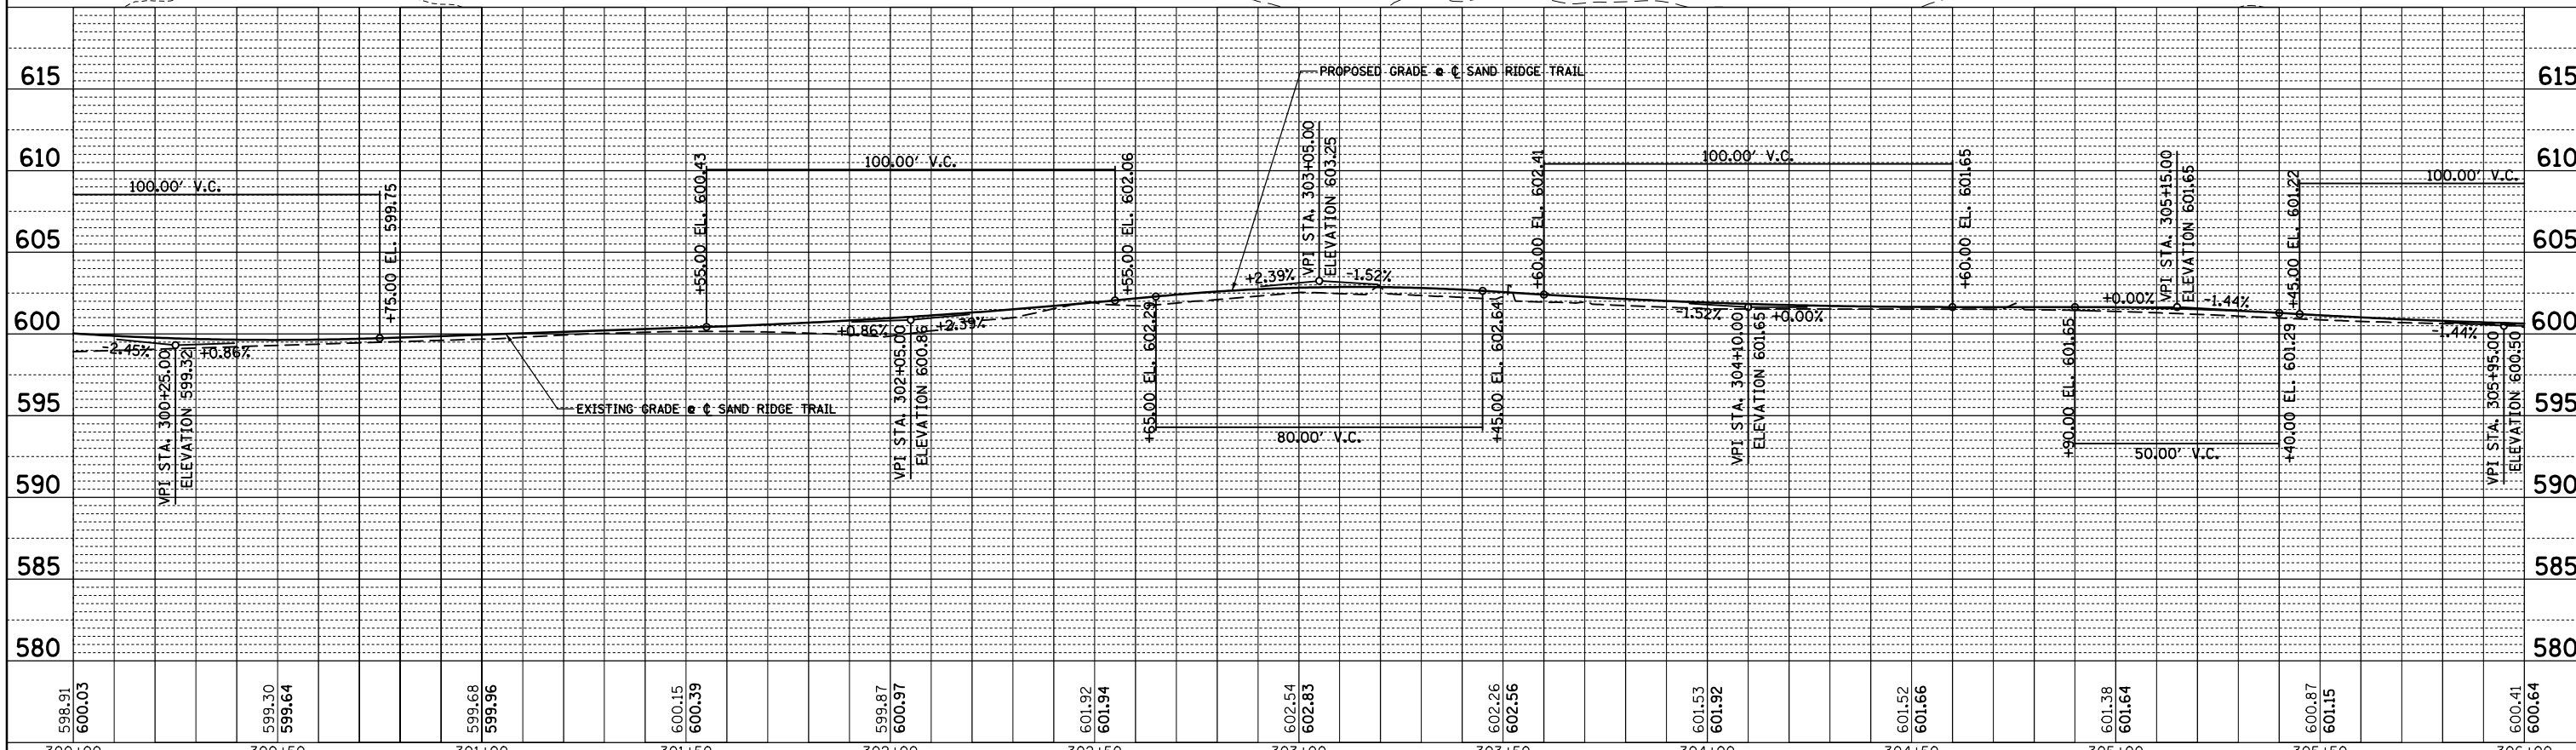 615
610
605
600
595
590
585
580
615
610
605
600
595
590
585
580
PROPOSED GRADE @ ℄ SAND RIDGE TRAIL
EXISTING GRADE @ ℄ SAND RIDGE TRAIL
100.00' V.C.
+75.00 EL. 599.75
-2.45%
+0.86%
VPI STA. 300+25.00
ELEVATION 599.32
+55.00 EL. 600.43
100.00' V.C.
+55.00 EL. 602.06
+0.86%
+2.39%
VPI STA. 302+05.00
ELEVATION 600.86
+65.00 EL. 602.29
80.00' V.C.
+45.00 EL. 602.64
+2.39%
-1.52%
VPI STA. 303+05.00
ELEVATION 603.25
+60.00 EL. 602.41
100.00' V.C.
+60.00 EL. 601.65
-1.52%
+0.00%
VPI STA. 304+10.00
ELEVATION 601.65
+90.00 EL. 601.65
50.00' V.C.
+40.00 EL. 601.29
+0.00%
-1.44%
VPI STA. 305+15.00
ELEVATION 601.65
+45.00 EL. 601.22
100.00' V.C.
-1.44%
VPI STA. 305+95.00
ELEVATION 600.50
598.91
600.03
599.30
599.64
599.68
599.96
600.15
600.39
599.87
600.97
601.92
601.94
602.54
602.83
602.26
602.56
601.53
601.92
601.52
601.66
601.38
601.64
600.87
601.15
600.41
600.64